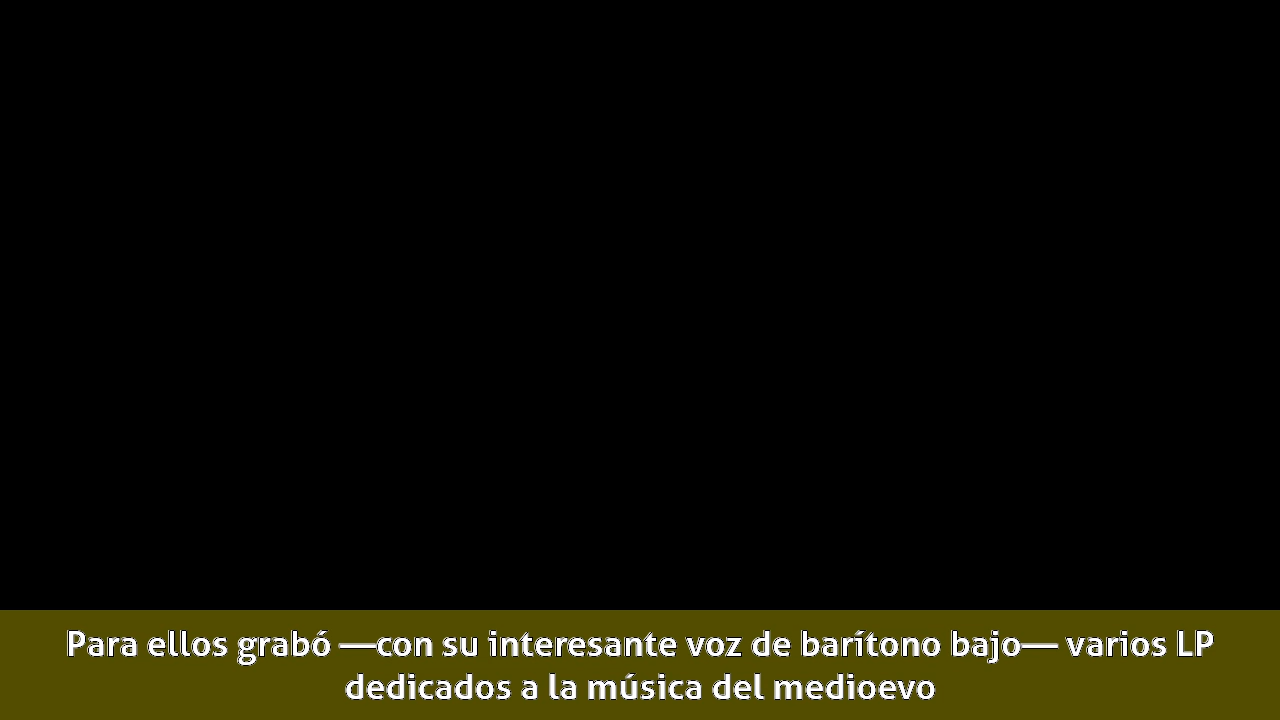 Para ellos grabó —con su interesante voz de barítono bajo— varios LP
dedicados a la música del medioevo